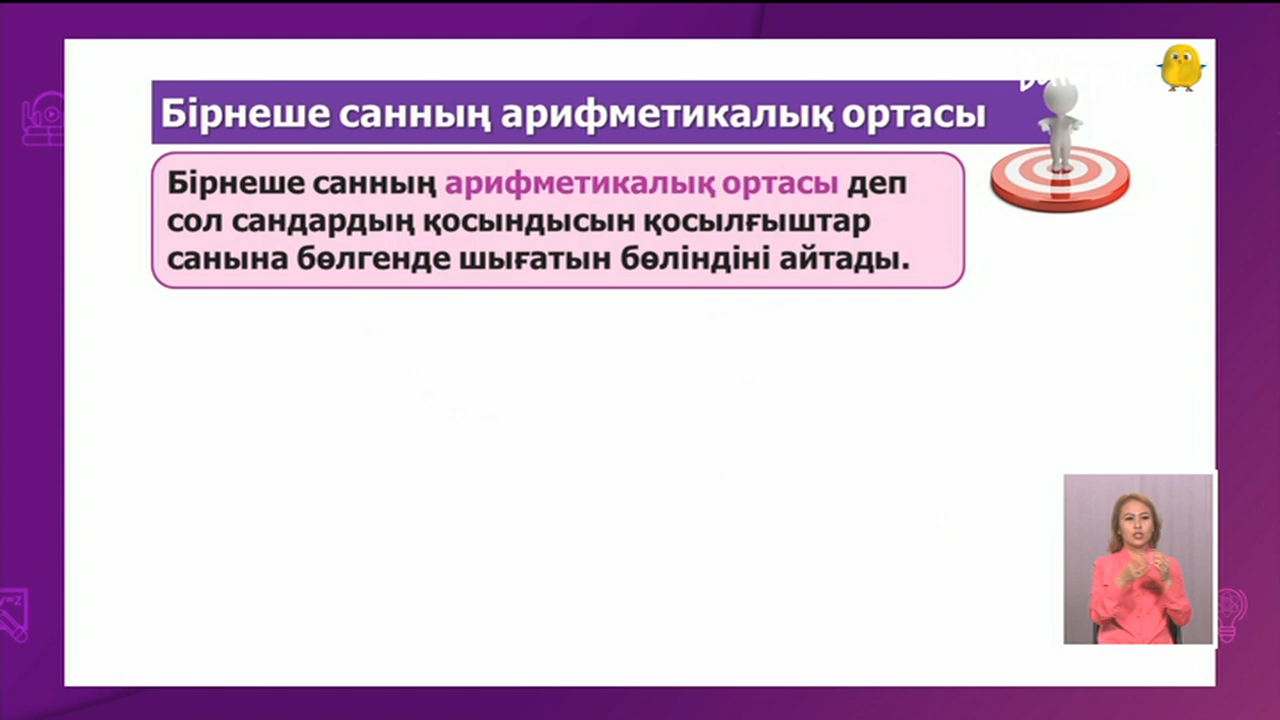 Бірнеше санның арифметикалық ортасы
Бірнеше санның арифметикалық ортасы деп
сол сандардың қосындысын қосылғыштар
санына бөлгенде шығатын бөліндіні айтады.